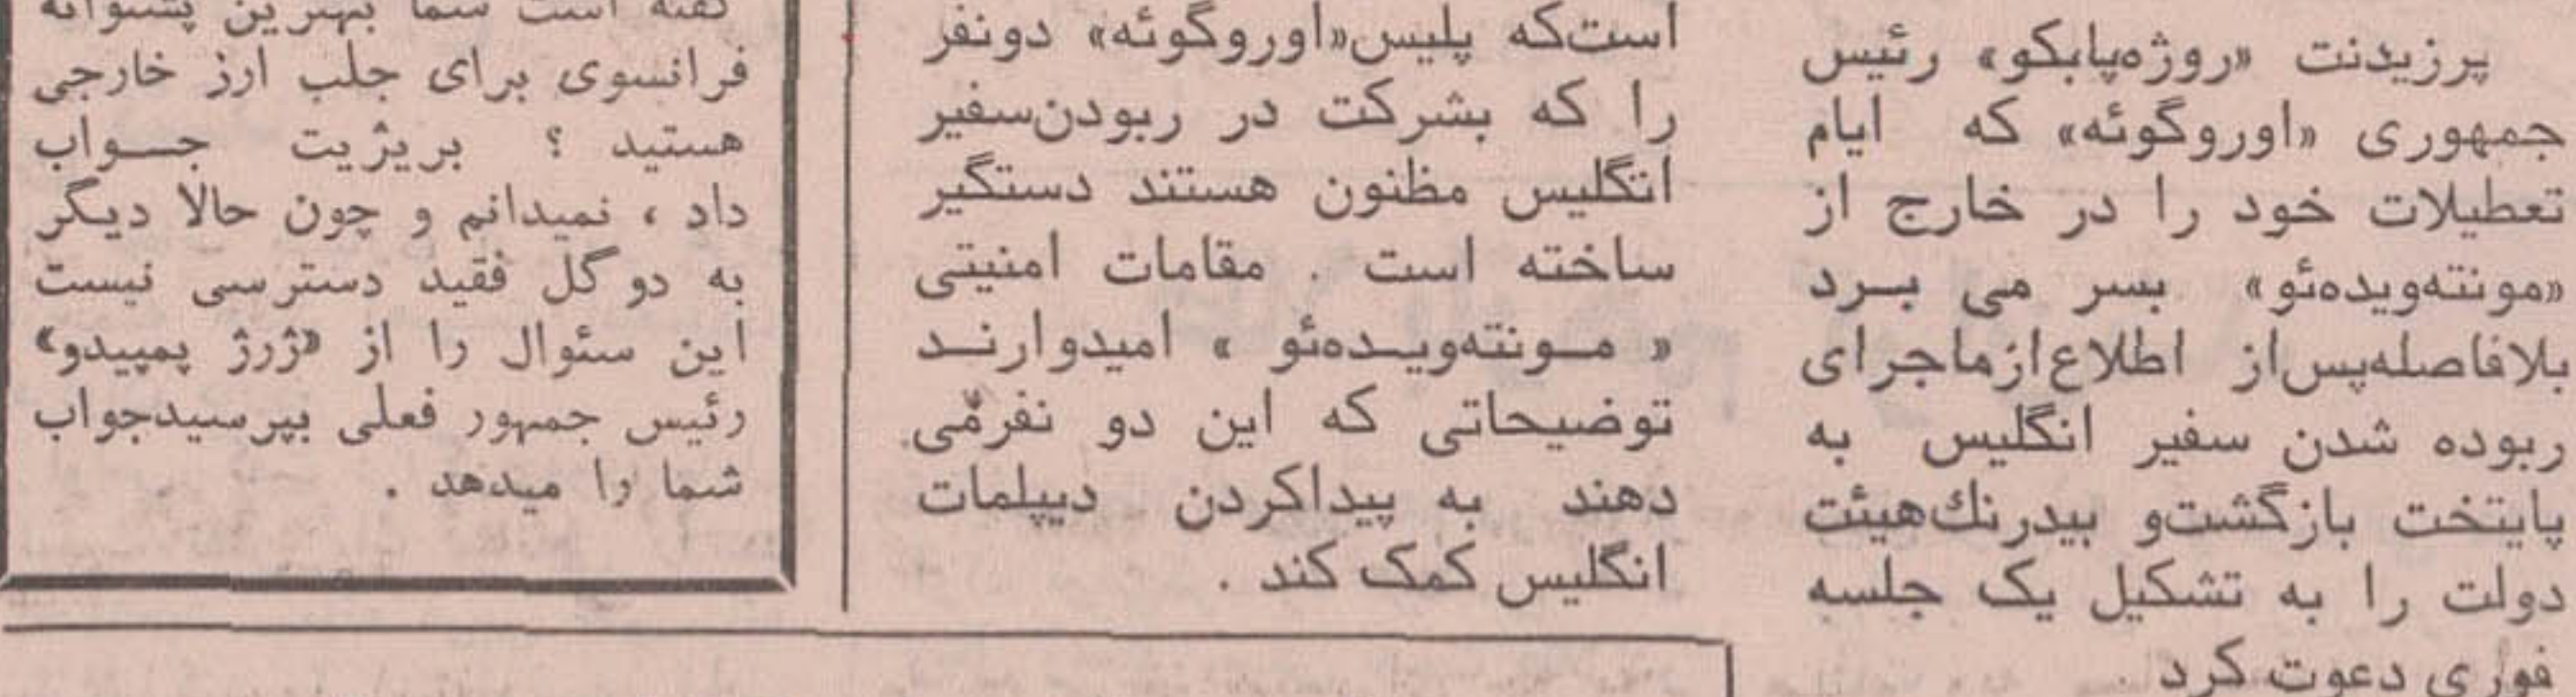 پرزیدنت «روژه‌پابکو» رئیس
جمهوری «اوروگوئه» که ایام
تعطیلات خود را در خارج از
«مونته‌ویده‌ئو» بسر می برد
بلافاصله‌پس‌از اطلاع‌ازماجرای
ربوده شدن سفیر انگلیس به
پایتخت بازگشت‌و بیدرنك‌هیئت
دولت را به تشکیل یک جلسه
فوری دعوت کرد
است‌که پلیس«اوروگوئه» دونفر
را که بشرکت در ربودن‌سفیر
انگلیس مظنون هستند دستگیر
ساخته است . مقامات امنیتی
« مونته‌ویده‌ئو » امیدوارند
توضیحاتی که این دو نفرمی
دهند به پیداکردن دیپلمات
انگلیس کمک کند .
گفته است شما بهترین پشتوانه
فرانسوی برای جلب ارز خارجی
هستید ؟ بریژیت جواب
داد ، نمیدانم و چون حالا دیگر
به دوگل فقید دسترسی نیست
این سئوال را از «ژرژ پمپیدو»
رئیس جمهور فعلی بپرسیدجواب
شما را میدهد .